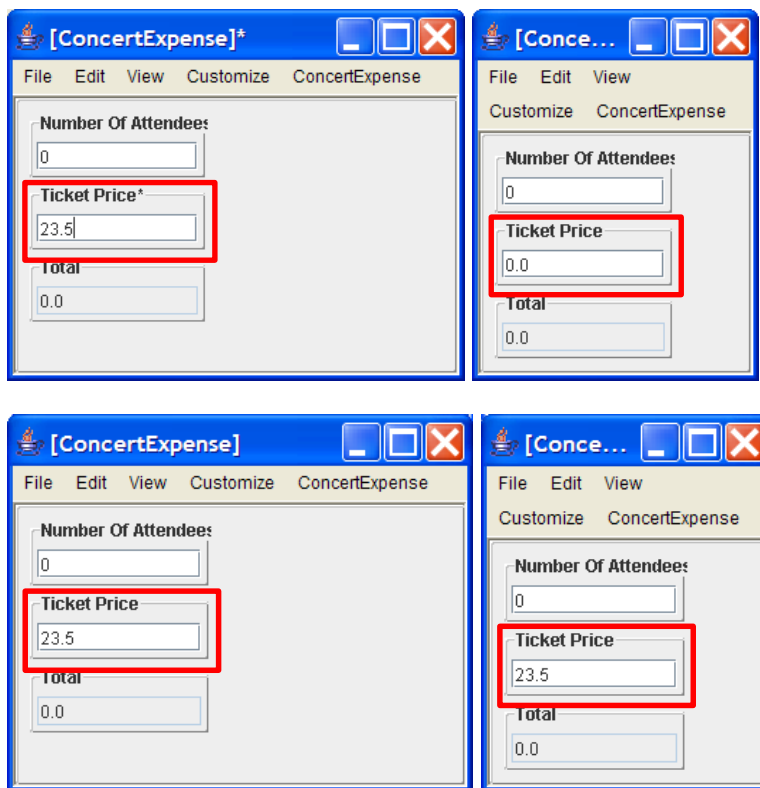 [ConcertExpense]*
File Edit View Customize ConcertExpense
Number Of Attendees
0
Ticket Price*
23.5
Total
0.0
[Conce...
File Edit View
Customize ConcertExpense
Number Of Attendees
0
Ticket Price
0.0
Total
0.0
[ConcertExpense]
File Edit View Customize ConcertExpense
Number Of Attendees
0
Ticket Price
23.5
Total
0.0
[Conce...
File Edit View
Customize ConcertExpense
Number Of Attendees
0
Ticket Price
23.5
Total
0.0